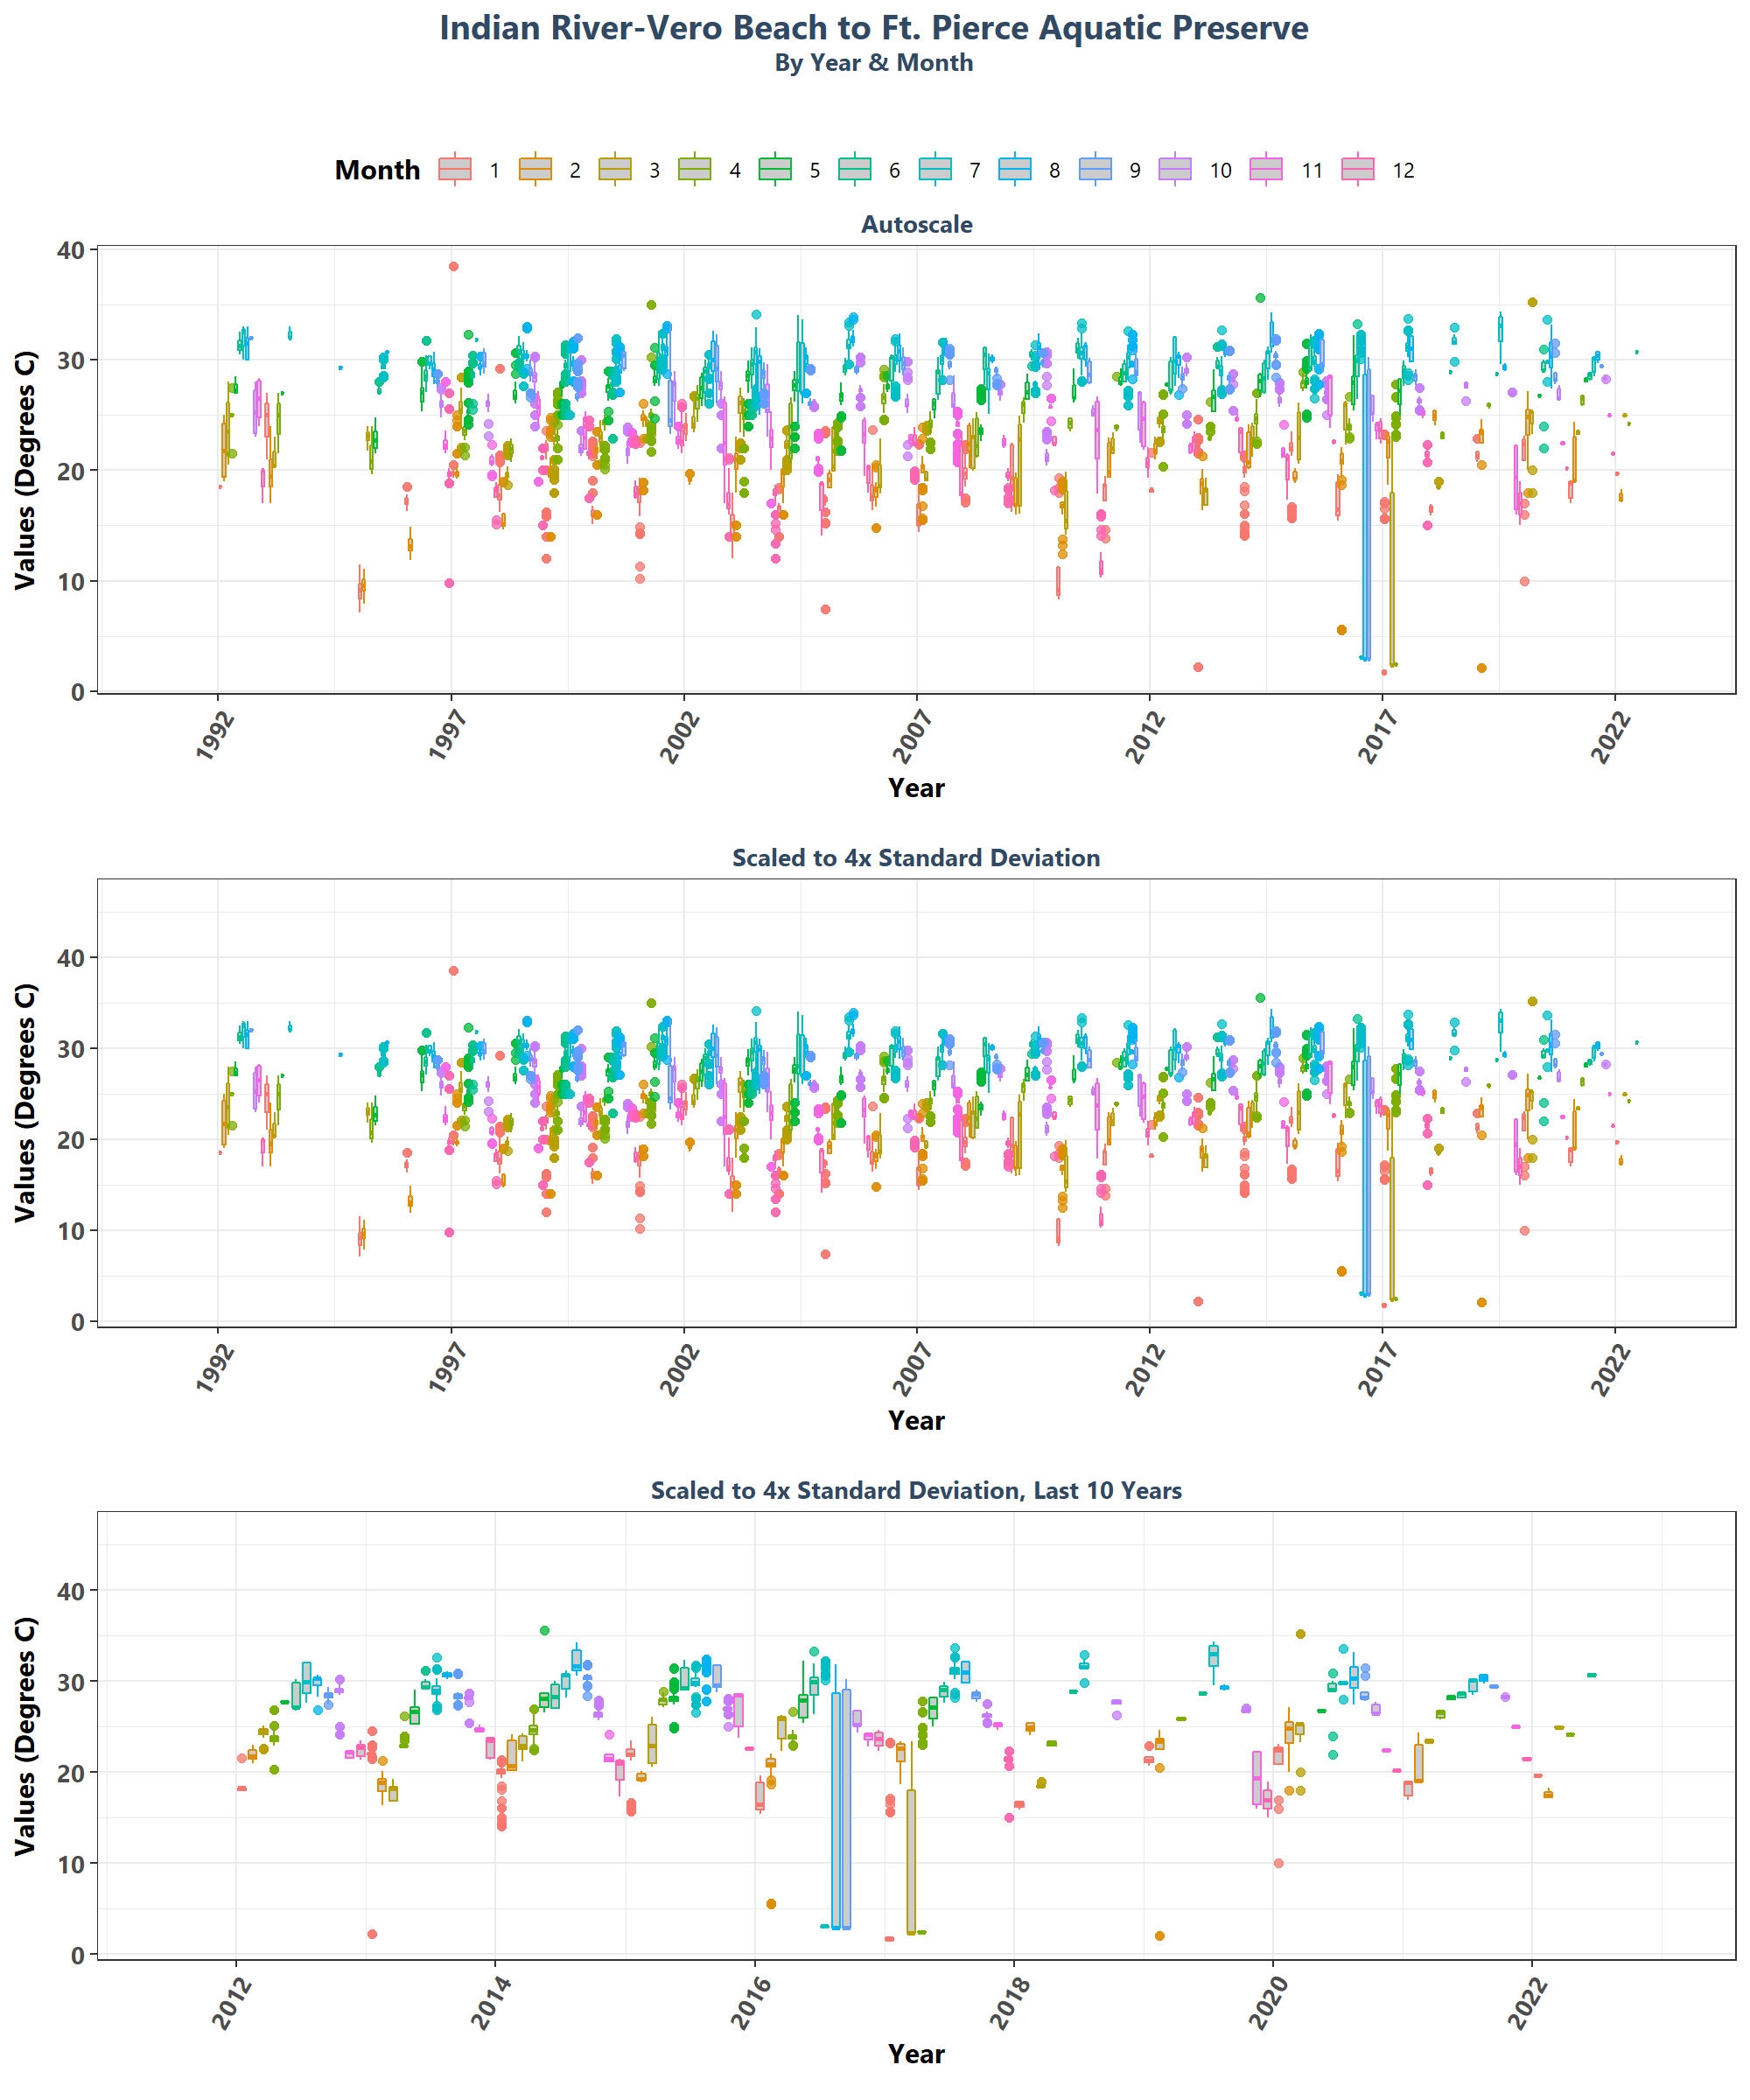 Indian River-Vero Beach to Ft. Pierce Aquatic Preserve
By Year & Month
Month 1 2 3 4 5 6 7 8 9 10 11 12
Autoscale
Values (Degrees C)
40
30
20
10
0
1992 1997 2002 2007 2012 2017 2022
Year
Scaled to 4x Standard Deviation
Values (Degrees C)
40
30
20
10
0
1992 1997 2002 2007 2012 2017 2022
Year
Scaled to 4x Standard Deviation, Last 10 Years
Values (Degrees C)
40
30
20
10
0
2012 2014 2016 2018 2020 2022
Year